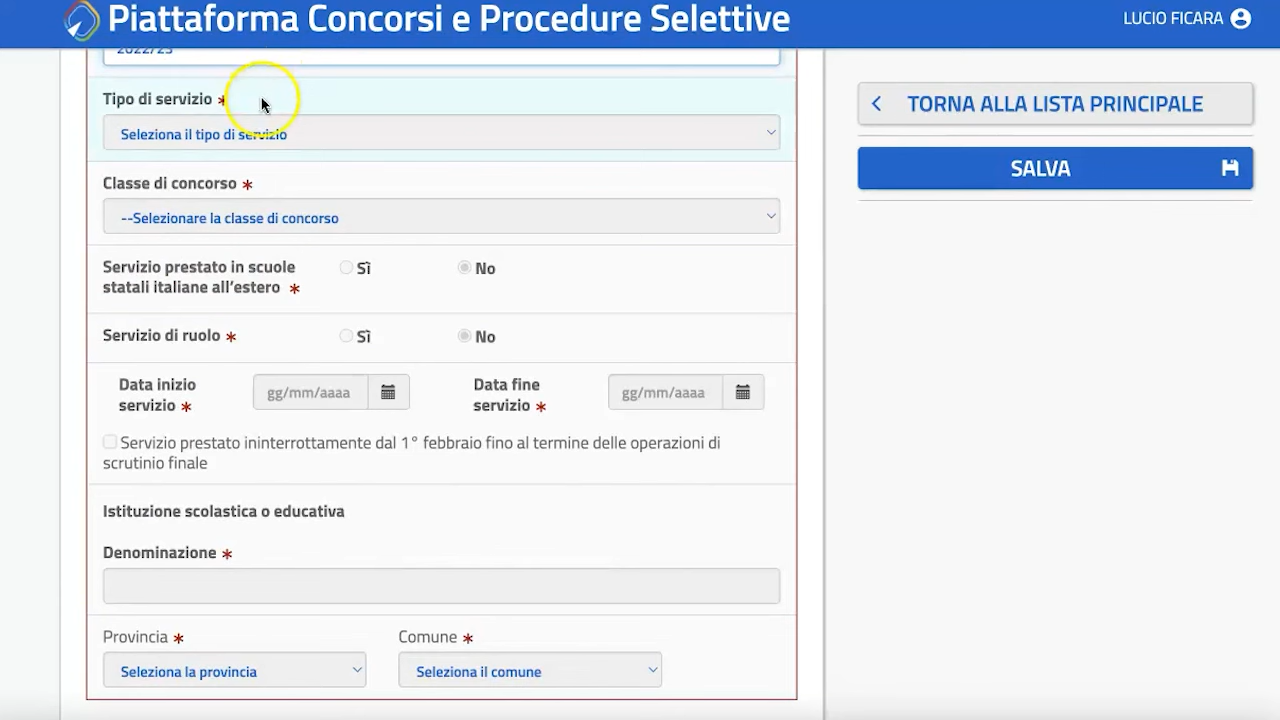 Piattaforma Concorsi e Procedure Selettive
LUCIO FICARA
2022/23
Tipo di servizio *
Seleziona il tipo di servizio
Classe di concorso *
--Selezionare la classe di concorso
Servizio prestato in scuole
statali italiane all'estero *
Sì
No
Servizio di ruolo *
Sì
No
Data inizio
servizio *
gg/mm/aaaa
Data fine
servizio *
gg/mm/aaaa
Servizio prestato ininterrottamente dal 1° febbraio fino al termine delle operazioni di
scrutinio finale
Istituzione scolastica o educativa
Denominazione *
Provincia *
Comune *
Seleziona la provincia
Seleziona il comune
TORNA ALLA LISTA PRINCIPALE
SALVA